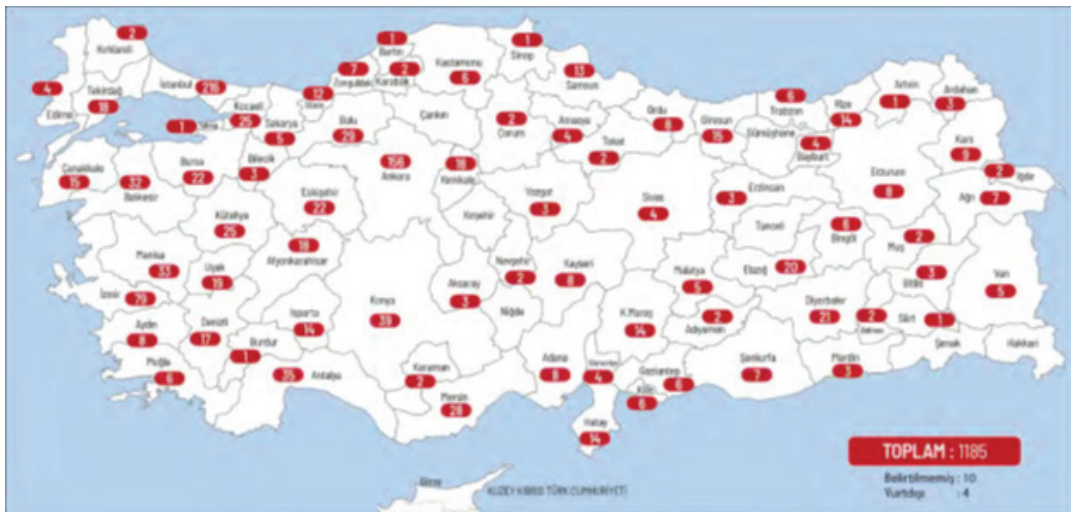 2
Kırklareli
4
Edirne
Tekirdağ
18
İstanbul
216
Kocaeli
25
Sakarya
5
12
1
7
Zonguldak
1
Bartın
2
Karabük
Kastamonu
6
1
Sinop
13
Samsun
Bolu
29
Çankırı
2
Çorum
Amasya
4
Tokat
2
Ordu
8
Giresun
15
Gümüşhane
6
Trabzon
Rize
14
4
Bayburt
Artvin
1
Ardahan
3
Kars
9
2
Iğdır
Ağrı
7
Erzurum
8
Erzincan
3
Tunceli
Sivas
4
Yozgat
3
Kırıkkale
18
Kırşehir
156
Ankara
Eskişehir
22
Bilecik
3
Bursa
22
32
Balıkesir
Çanakkale
15
Kütahya
25
18
Afyonkarahisar
Manisa
33
Uşak
19
İzmir
79
Aydın
8
Denizli
17
Muğla
6
Burdur
1
Isparta
14
35
Antalya
Konya
39
Aksaray
3
Nevşehir
2
Niğde
Kayseri
8
Karaman
2
Mersin
28
Adana
8
4
Hatay
14
K.Maraş
14
Gaziantep
6
Kilis
6
Malatya
5
2
Adıyaman
Elazığ
20
6
Bingöl
Muş
2
3
Bitlis
Van
5
Diyarbakır
21
2
Batman
Siirt
1
Şırnak
Hakkari
Mardin
3
Şanlıurfa
7
Girne
KUZEY KIBRIS TÜRK CUMHURİYETİ
TOPLAM : 1185
Belirtilmemiş : 10
Yurtdışı : 4